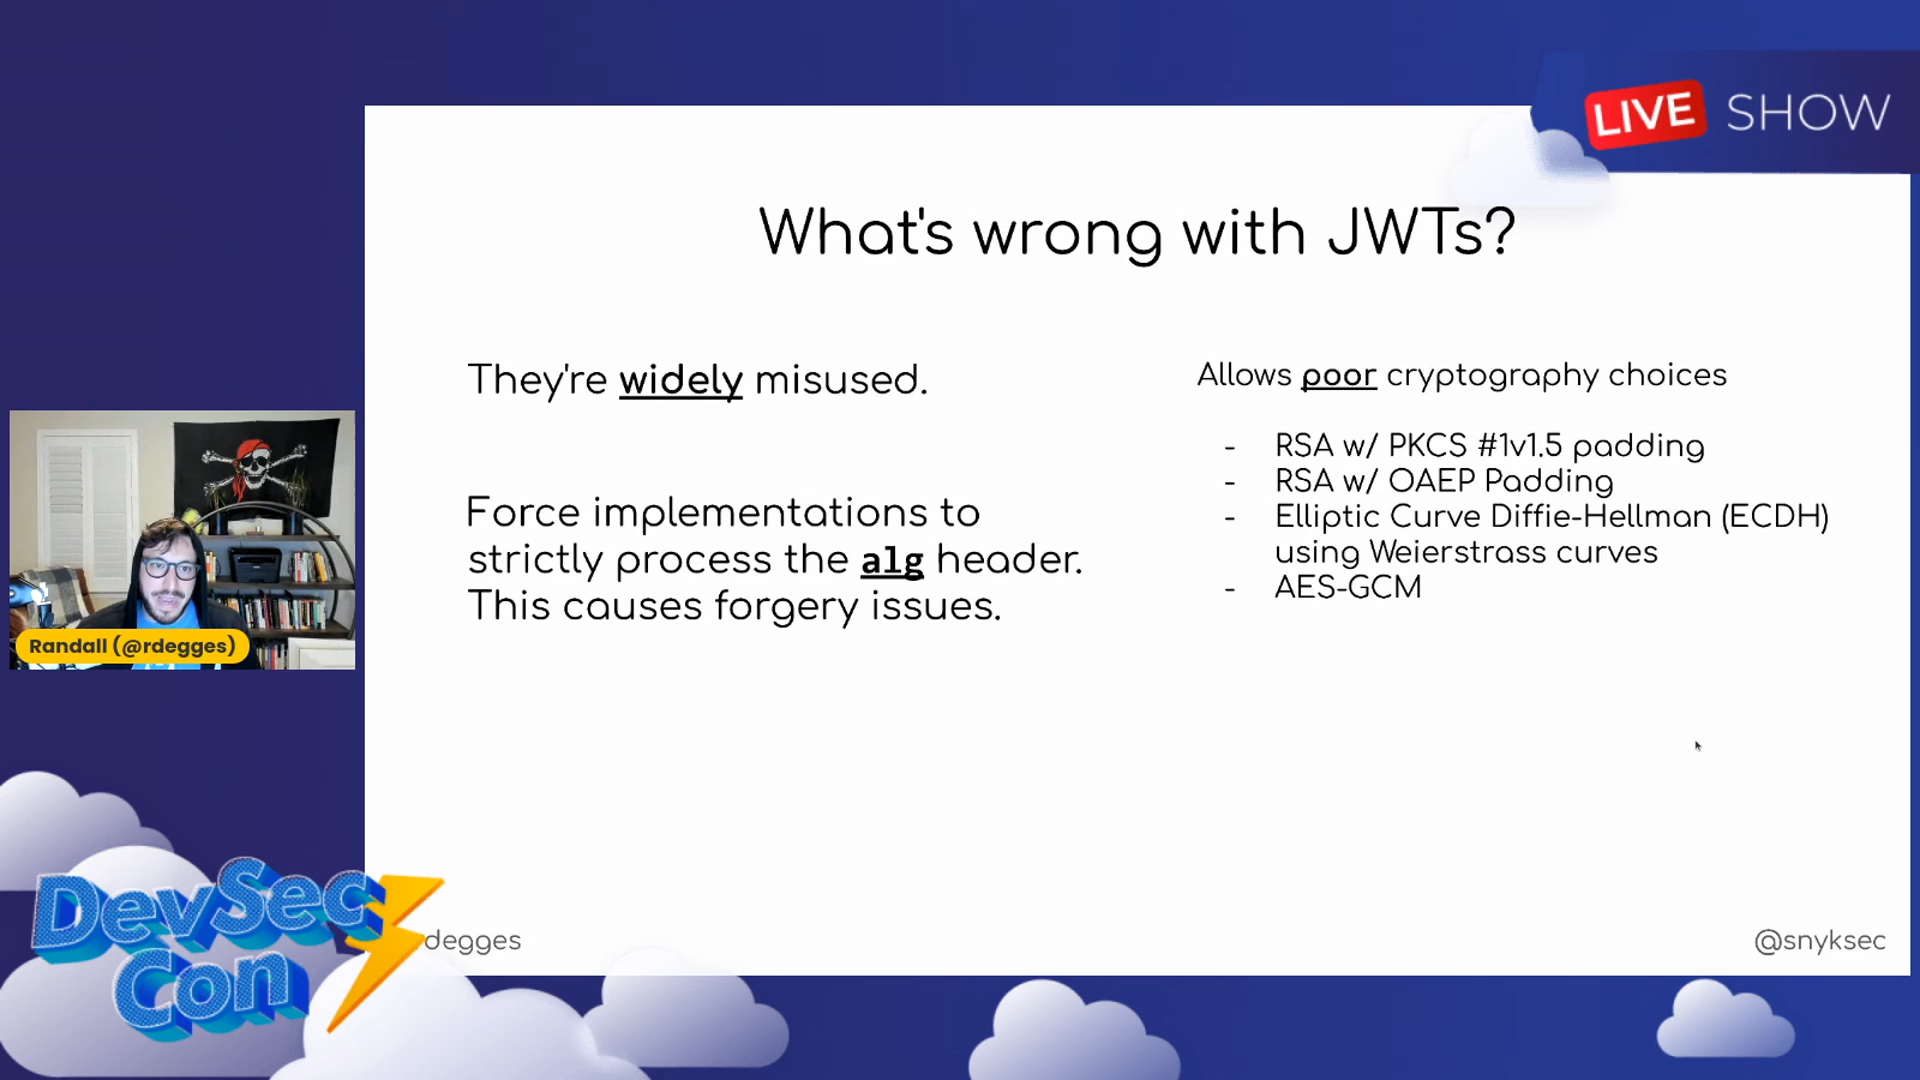 LIVE SHOW
What's wrong with JWTs?
They're widely misused.
Force implementations to
strictly process the alg header.
This causes forgery issues.
Allows poor cryptography choices
- RSA w/ PKCS #1v1.5 padding
- RSA w/ OAEP Padding
- Elliptic Curve Diffie-Hellman (ECDH)
using Weierstrass curves
- AES-GCM
Randall (@rdegges)
DevSec
Con
degges
@snyksec